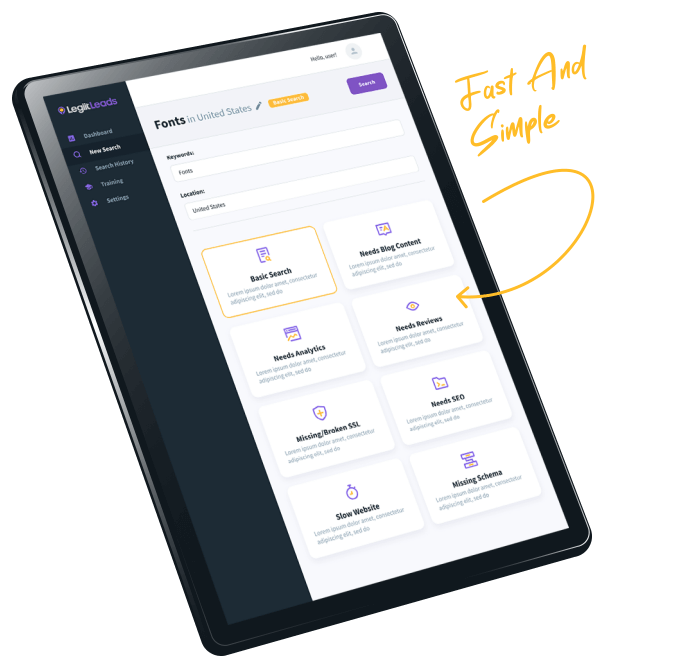 Fast And
Simple
LegiitLeads
Hello, user!
Dashboard
New Search
Search History
Training
Settings
Fonts in United States
Basic Search
Search
Keywords:
Fonts
Location:
United States
Basic Search
Lorem ipsum dolor amet, consectetur
adipiscing elit, sed do
Needs Blog Content
Lorem ipsum dolor amet, consectetur
adipiscing elit, sed do
Needs Analytics
Lorem ipsum dolor amet, consectetur
adipiscing elit, sed do
Needs Reviews
Lorem ipsum dolor amet, consectetur
adipiscing elit, sed do
Missing/Broken SSL
Lorem ipsum dolor amet, consectetur
adipiscing elit, sed do
Needs SEO
Lorem ipsum dolor amet, consectetur
adipiscing elit, sed do
Slow Website
Lorem ipsum dolor amet, consectetur
adipiscing elit, sed do
Missing Schema
Lorem ipsum dolor amet, consectetur
adipiscing elit, sed do